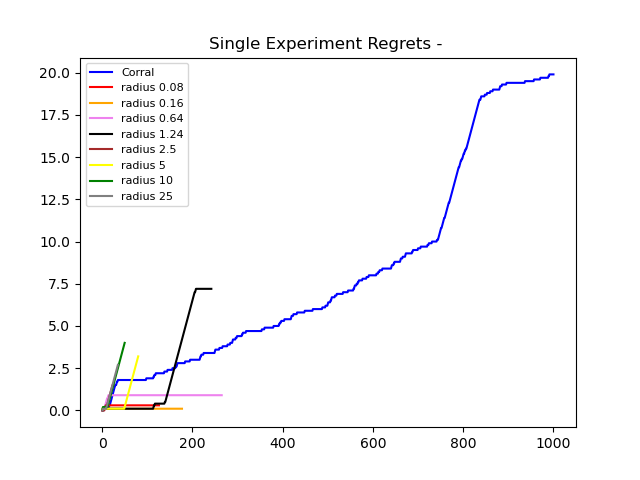 Single Experiment Regrets -
20.0
17.5
15.0
12.5
10.0
7.5
5.0
2.5
0.0
Corral
radius 0.08
radius 0.16
radius 0.64
radius 1.24
radius 2.5
radius 5
radius 10
radius 25
0
200
400
600
800
1000